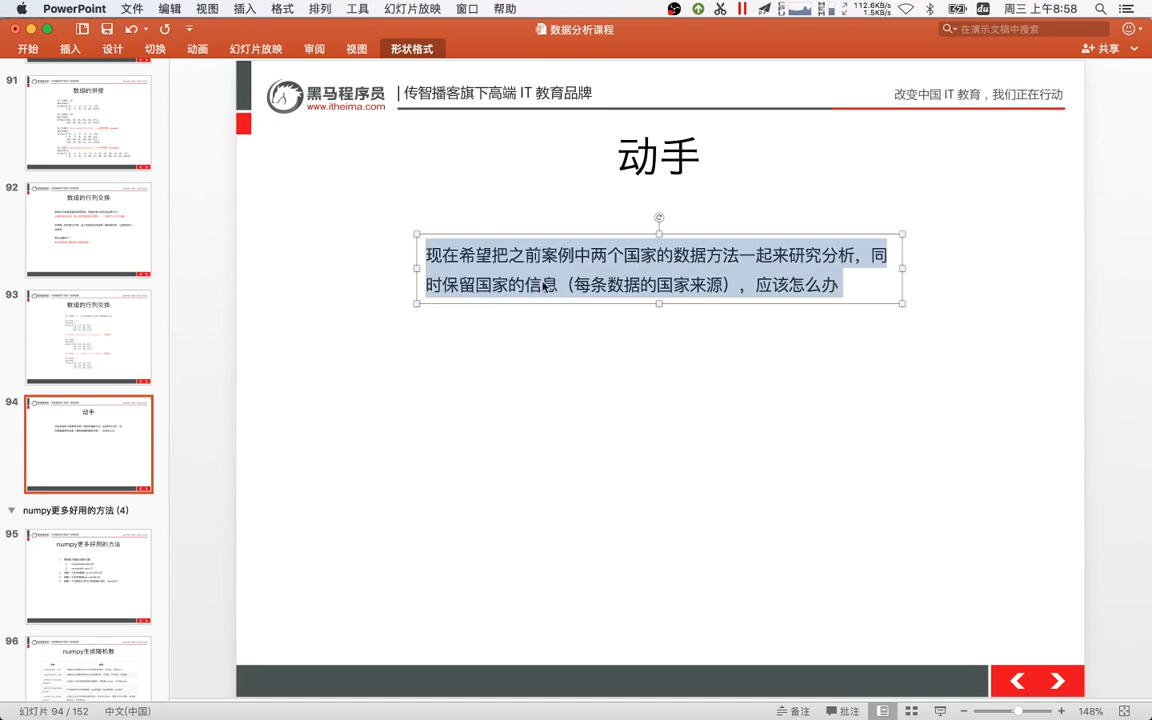 PowerPoint 文件 编辑 视图 插入 格式 排列 工具 幻灯片放映 窗口 帮助 112.6KB/s 1.5KB/s 周三 上午8:58
数据分析课程 在演示文稿中搜索
开始 插入 设计 切换 动画 幻灯片放映 审阅 视图 形状格式 共享
黑马程序员
www.itheima.com
传智播客旗下高端 IT 教育品牌
改变中国 IT 教育，我们正在行动
动手
现在希望把之前案例中两个国家的数据方法一起来研究分析，同
时保留国家的信息（每条数据的国家来源），应该怎么办
91
数组的拼接
92
数组的行列交换
93
数组的行列交换
94
动手
numpy更多好用的方法 (4)
95
numpy更多好用的方法
96
numpy生成随机数
幻灯片 94 / 152 中文(中国) 备注 批注 148%